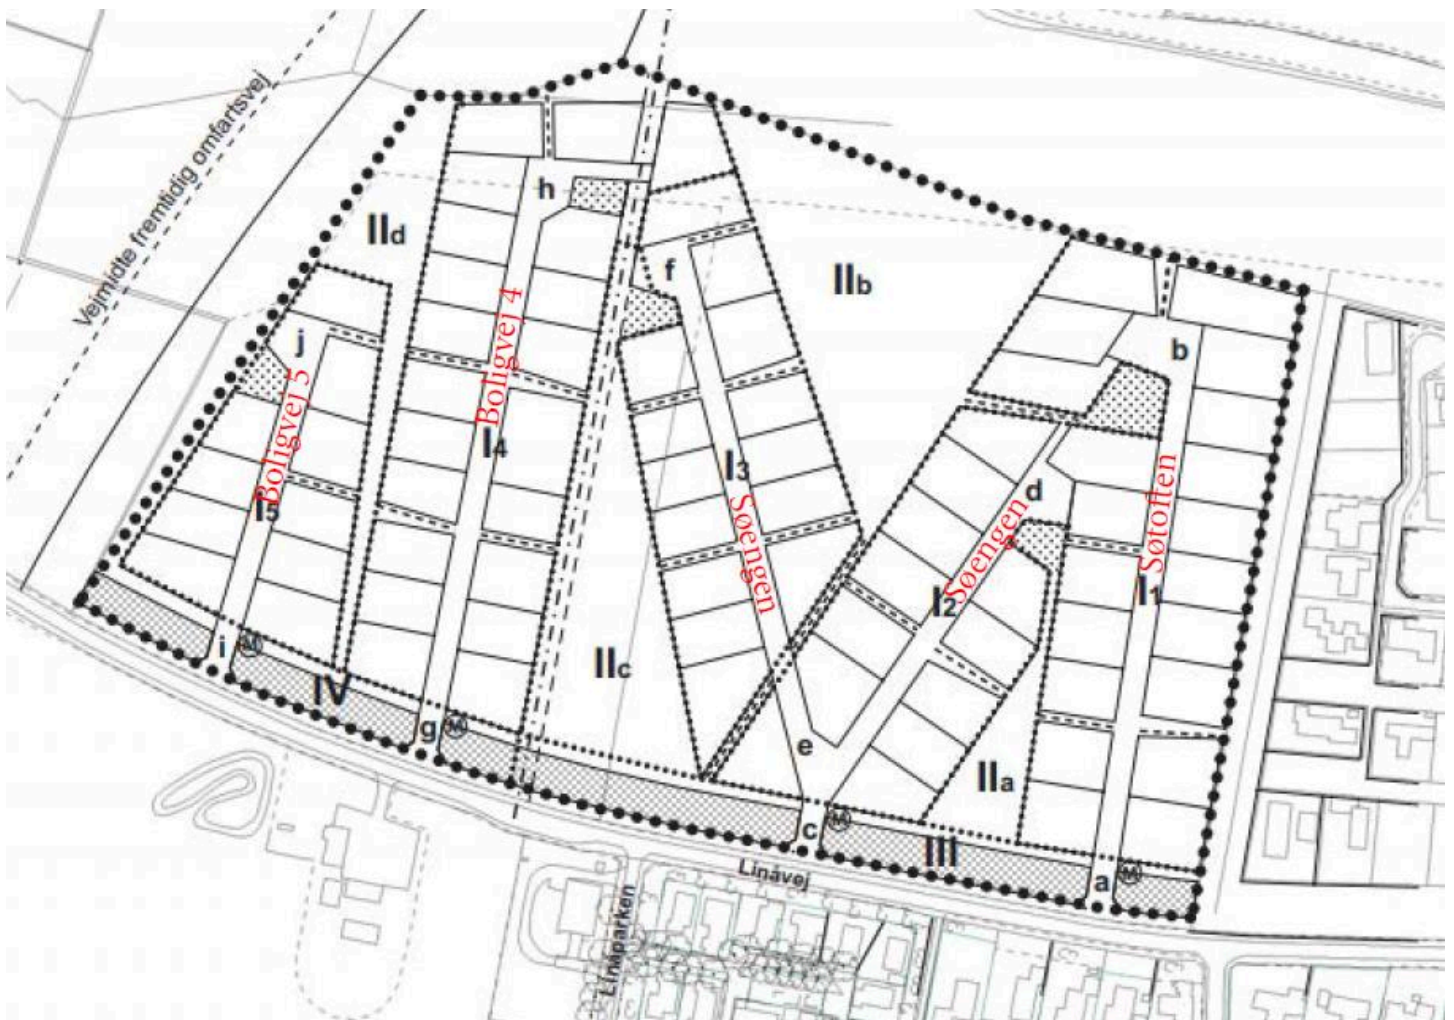 Vejmidte fremtidig omfartsvej
h
IId
Boligvej 4
f
IIb
j
b
Boligvej 5
I4
I3
d
I5
Søengen
Søengen
Søtoften
I2
I1
i
M
IV
IIc
g
M
e
IIa
c
M
III
a
M
Linåvej
Linåparken